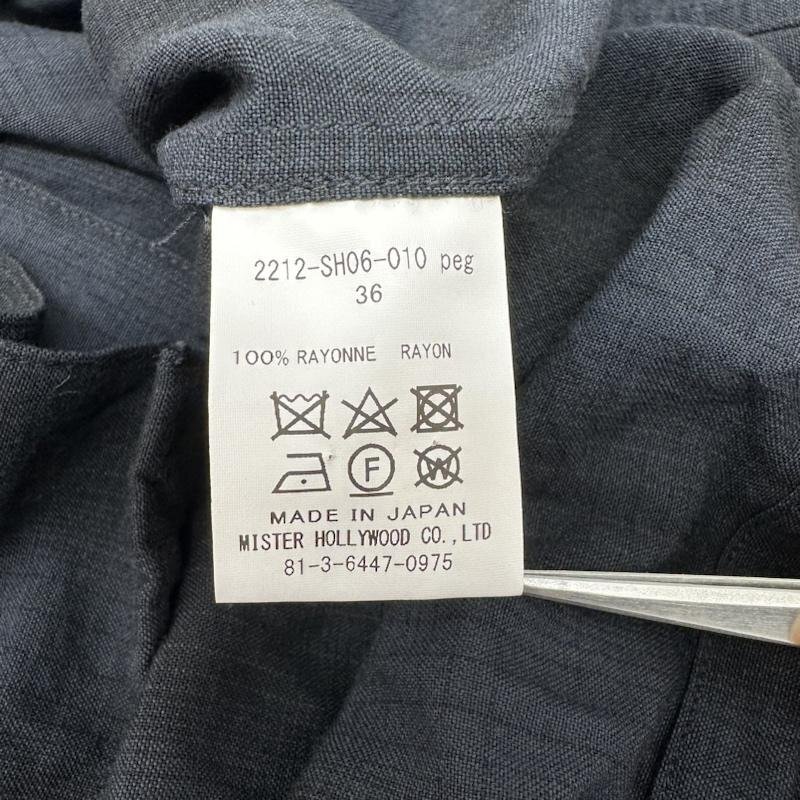 2212-SH06-010 peg
36
100% RAYONNE RAYON
F
W
MADE IN JAPAN
MISTER HOLLYWOOD CO.,LTD
81-3-6447-0975